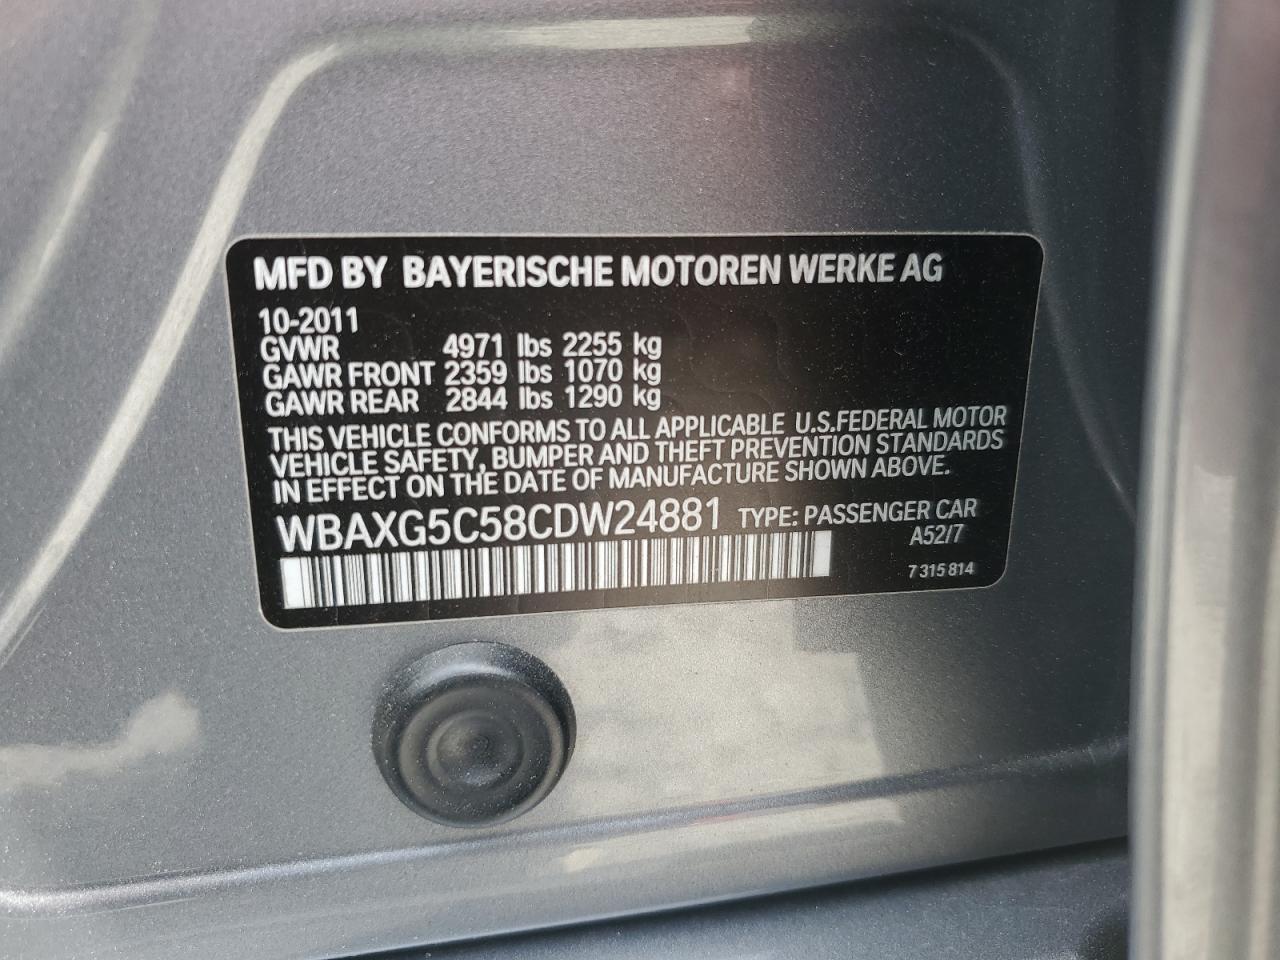 MFD BY BAYERISCHE MOTOREN WERKE AG
10-2011
GVWR 4971 lbs 2255 kg
GAWR FRONT 2359 lbs 1070 kg
GAWR REAR 2844 lbs 1290 kg
THIS VEHICLE CONFORMS TO ALL APPLICABLE U.S.FEDERAL MOTOR
VEHICLE SAFETY, BUMPER AND THEFT PREVENTION STANDARDS
IN EFFECT ON THE DATE OF MANUFACTURE SHOWN ABOVE.
WBAXG5C58CDW24881 TYPE: PASSENGER CAR
A52/7
7 315 814